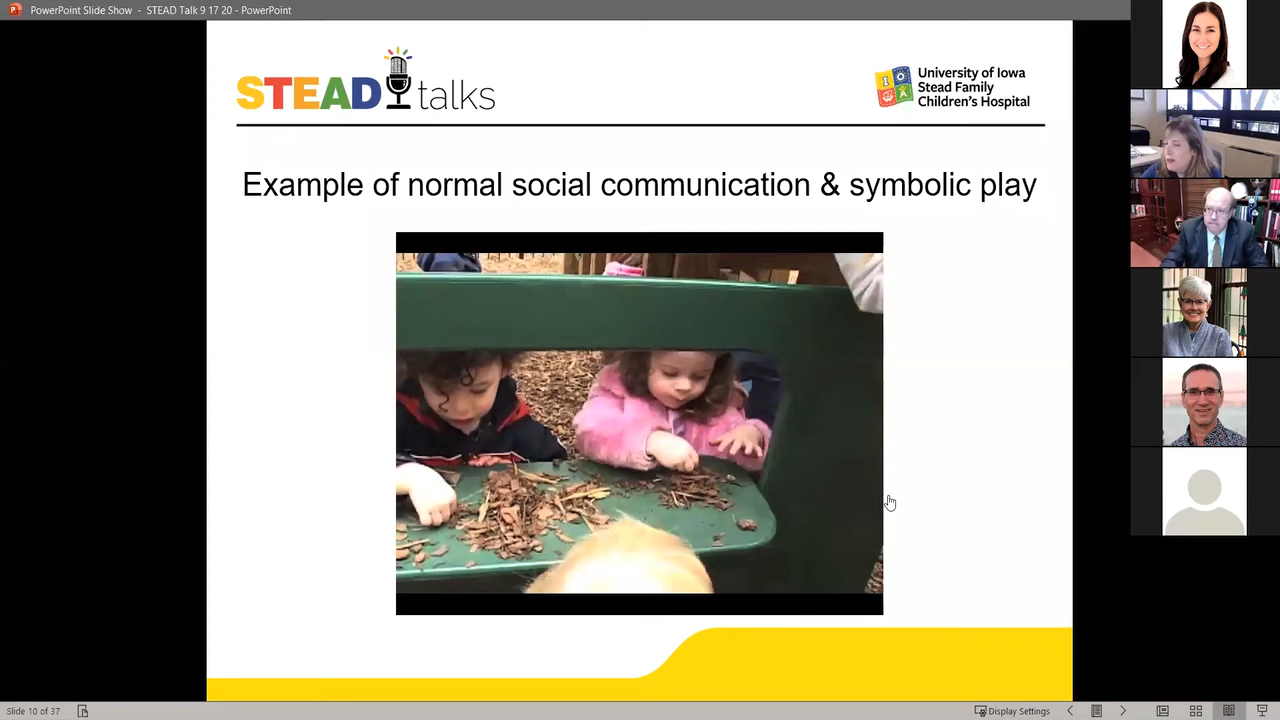 PowerPoint Slide Show - STEAD Talk 9 17 20 - PowerPoint
STEAD talks
University of Iowa
Stead Family
Children's Hospital
Example of normal social communication & symbolic play
Slide 10 of 37
Display Settings